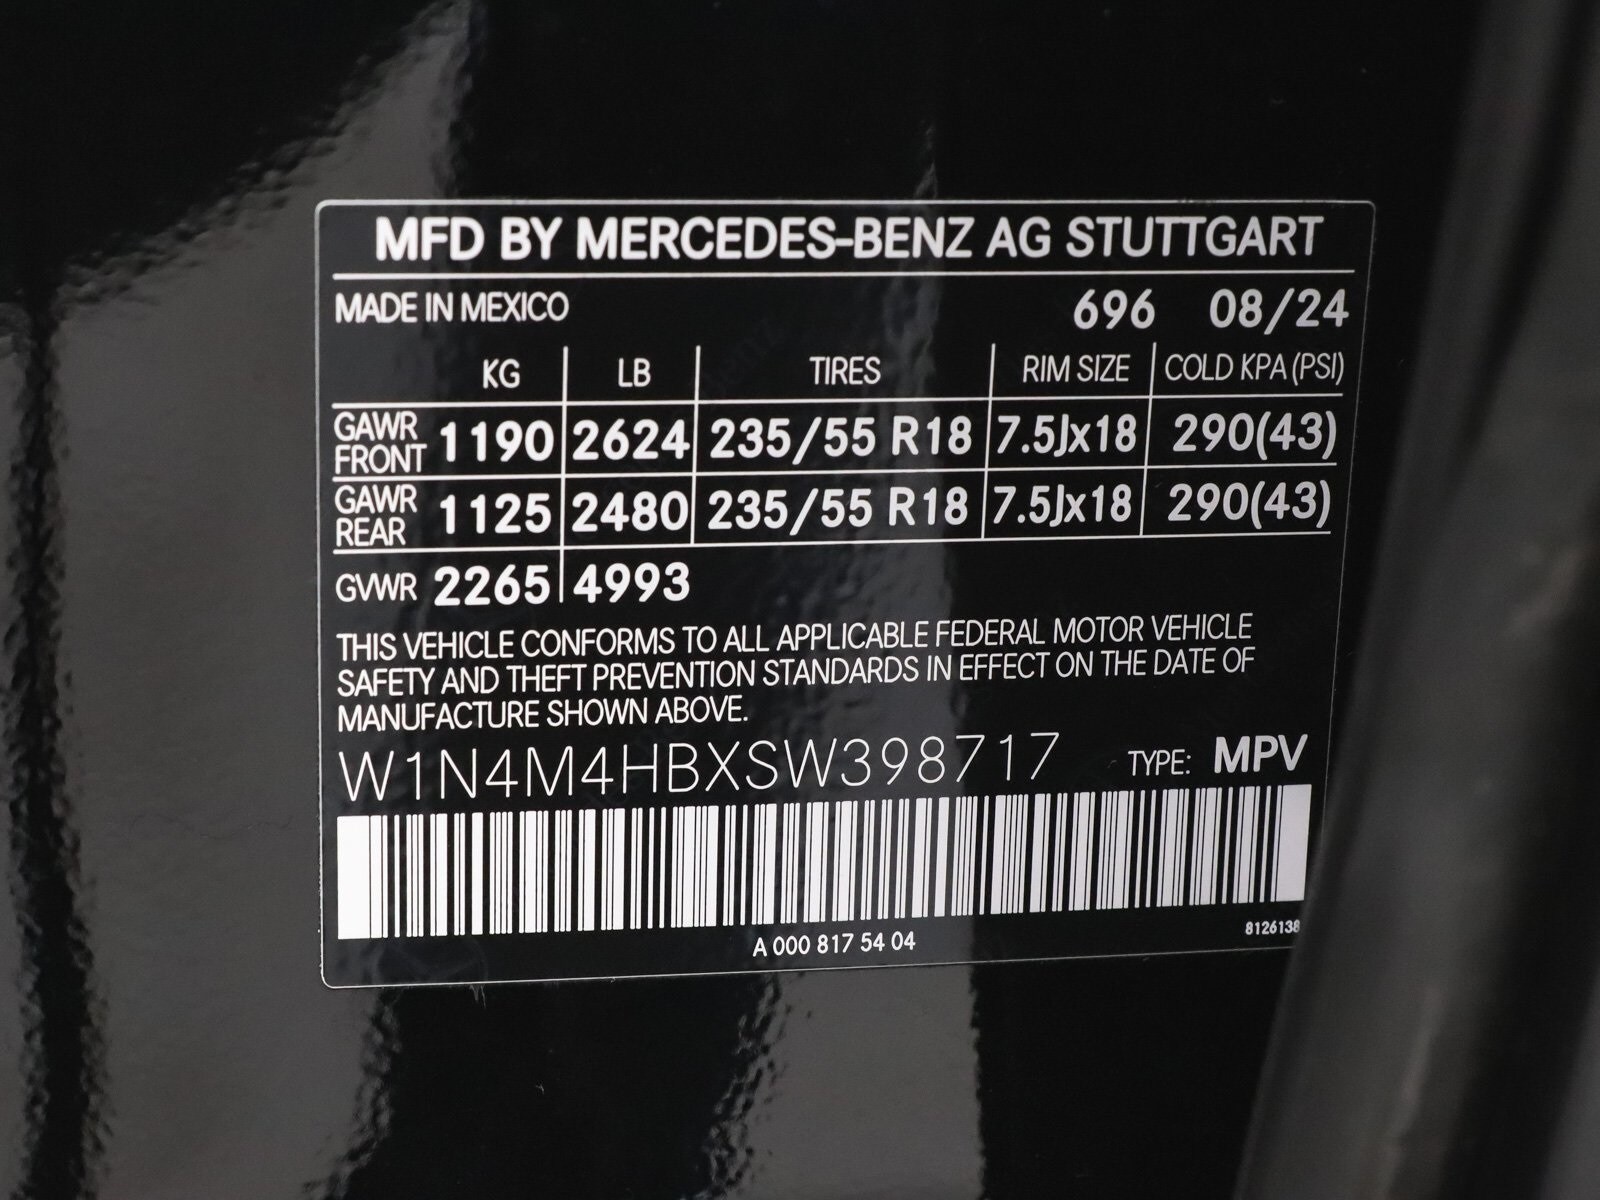 MFD BY MERCEDES-BENZ AG STUTTGART
MADE IN MEXICO 696 08/24
KG LB TIRES RIM SIZE COLD KPA (PSI)
GAWR FRONT 1190 2624 235/55 R18 7.5Jx18 290(43)
GAWR REAR 1125 2480 235/55 R18 7.5Jx18 290(43)
GVWR 2265 4993
THIS VEHICLE CONFORMS TO ALL APPLICABLE FEDERAL MOTOR VEHICLE
SAFETY AND THEFT PREVENTION STANDARDS IN EFFECT ON THE DATE OF
MANUFACTURE SHOWN ABOVE.
W1N4M4HBXSW398717 TYPE: MPV
A 000 817 54 04
8126138